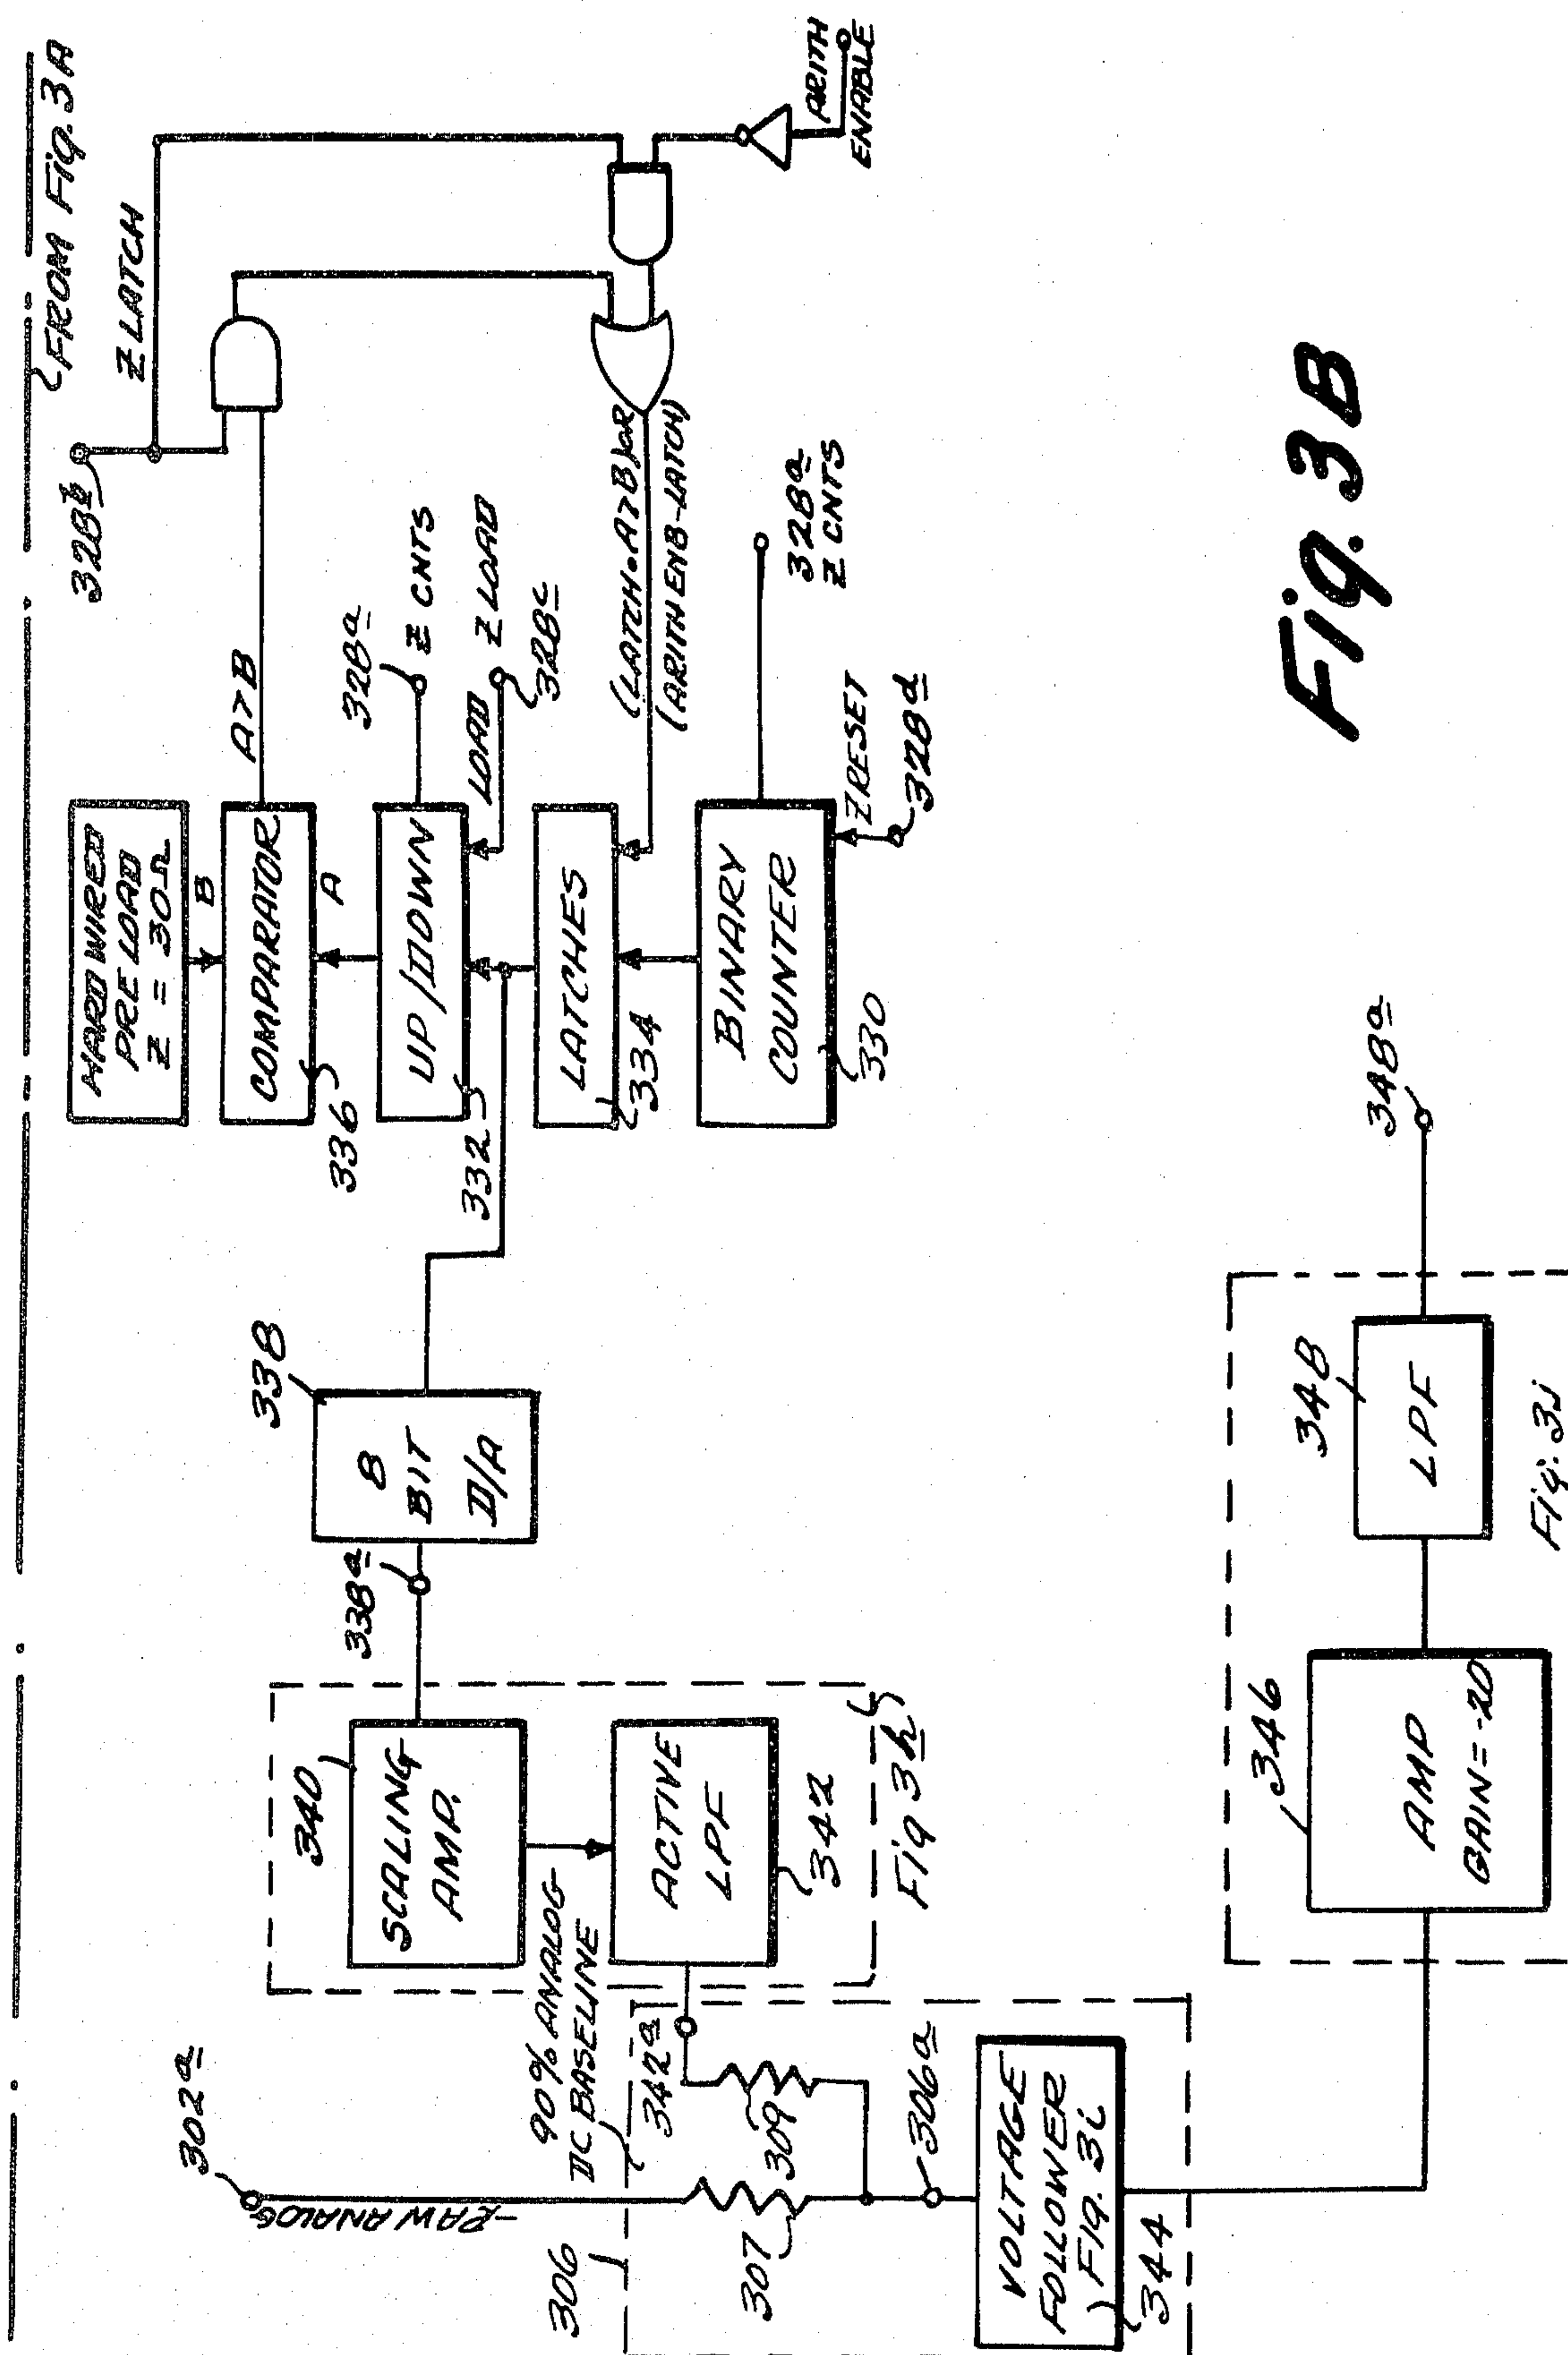 FROM Fig. 3A
302a
-RAW ANALOG
306
307
90% ANALOG
DC BASELINE
342a
309
306a
VOLTAGE
FOLLOWER
FIG. 3i
344
340
SCALING
AMP.
ACTIVE
LPF
342
Fig 3h
338a
338
8
BIT
D/A
HARD WIRED
PRE LOAD
Z = 30Ω
B
COMPARATOR
336
A
A>B
328b
Z LATCH
UP/DOWN
332
328a
Z CNTS
LOAD
Z LOAD
328c
LATCHES
334
(LATCH•A>B)OR
(ARITH ENB-LATCH)
BINARY
COUNTER
330
328a
Z CNTS
ZRESET
328d
ARITH
ENABLE
346
AMP
GAIN=-20
348
LPF
348a
Fig. 3j
Fig. 3B